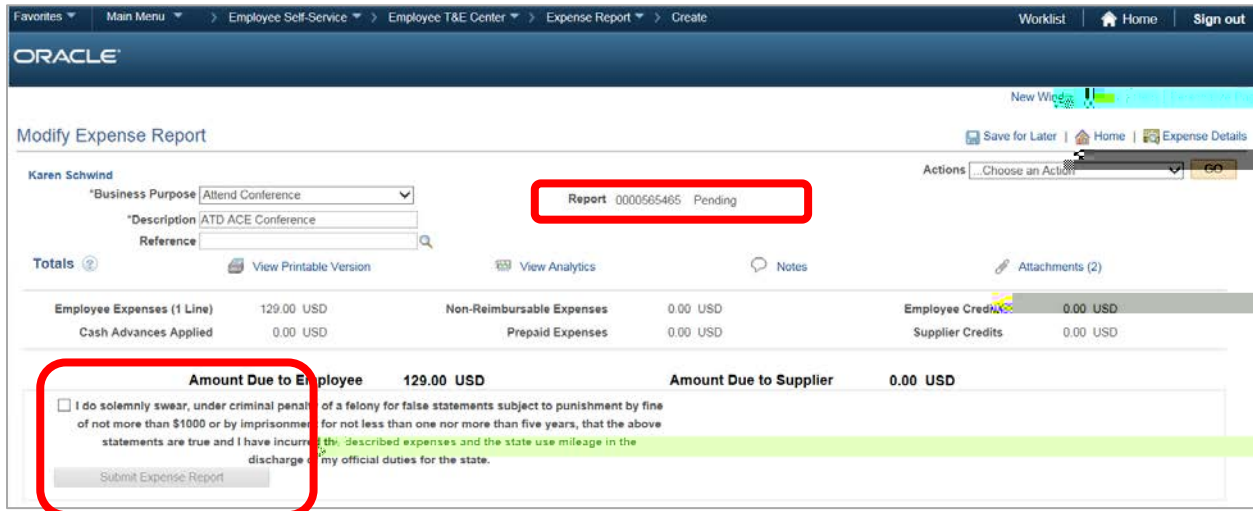 Favorites Main Menu > Employee Self-Service > Employee T&E Center > Expense Report > Create Worklist Home Sign out
ORACLE
New Wind
Modify Expense Report Save for Later | Home | Expense Details
Karen Schwind Actions ...Choose an Action GO
*Business Purpose Attend Conference Report 0000565465 Pending
*Description ATD ACE Conference
Reference
Totals View Printable Version View Analytics Notes Attachments (2)
Employee Expenses (1 Line) 129.00 USD Non-Reimbursable Expenses 0.00 USD Employee Credits 0.00 USD
Cash Advances Applied 0.00 USD Prepaid Expenses 0.00 USD Supplier Credits 0.00 USD
Amount Due to Employee 129.00 USD Amount Due to Supplier 0.00 USD
I do solemnly swear, under criminal penalty of a felony for false statements subject to punishment by fine
of not more than $1000 or by imprisonment for not less than one nor more than five years, that the above
statements are true and I have incurred the described expenses and the state use mileage in the
discharge of my official duties for the state.
Submit Expense Report